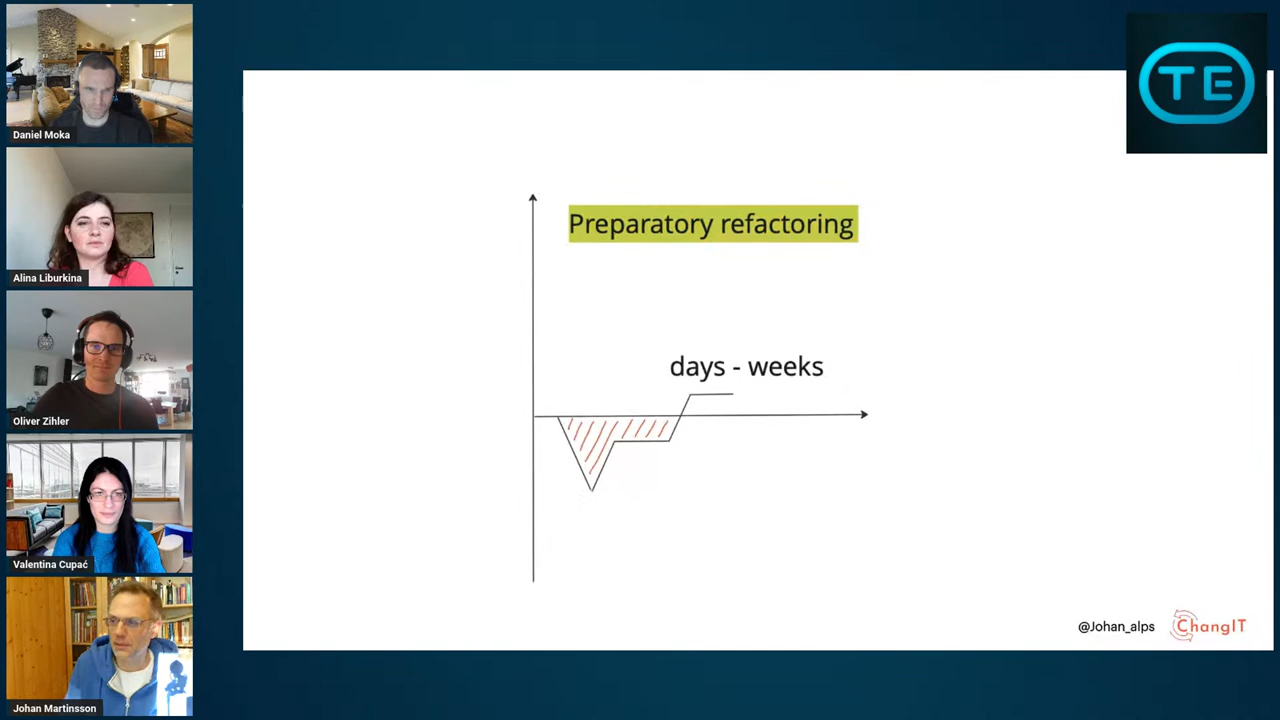 Daniel Moka
Alina Liburkina
Oliver Zihler
Valentina Cupać
Johan Martinsson
TE
Preparatory refactoring
days - weeks
@Johan_alps
ChangIT